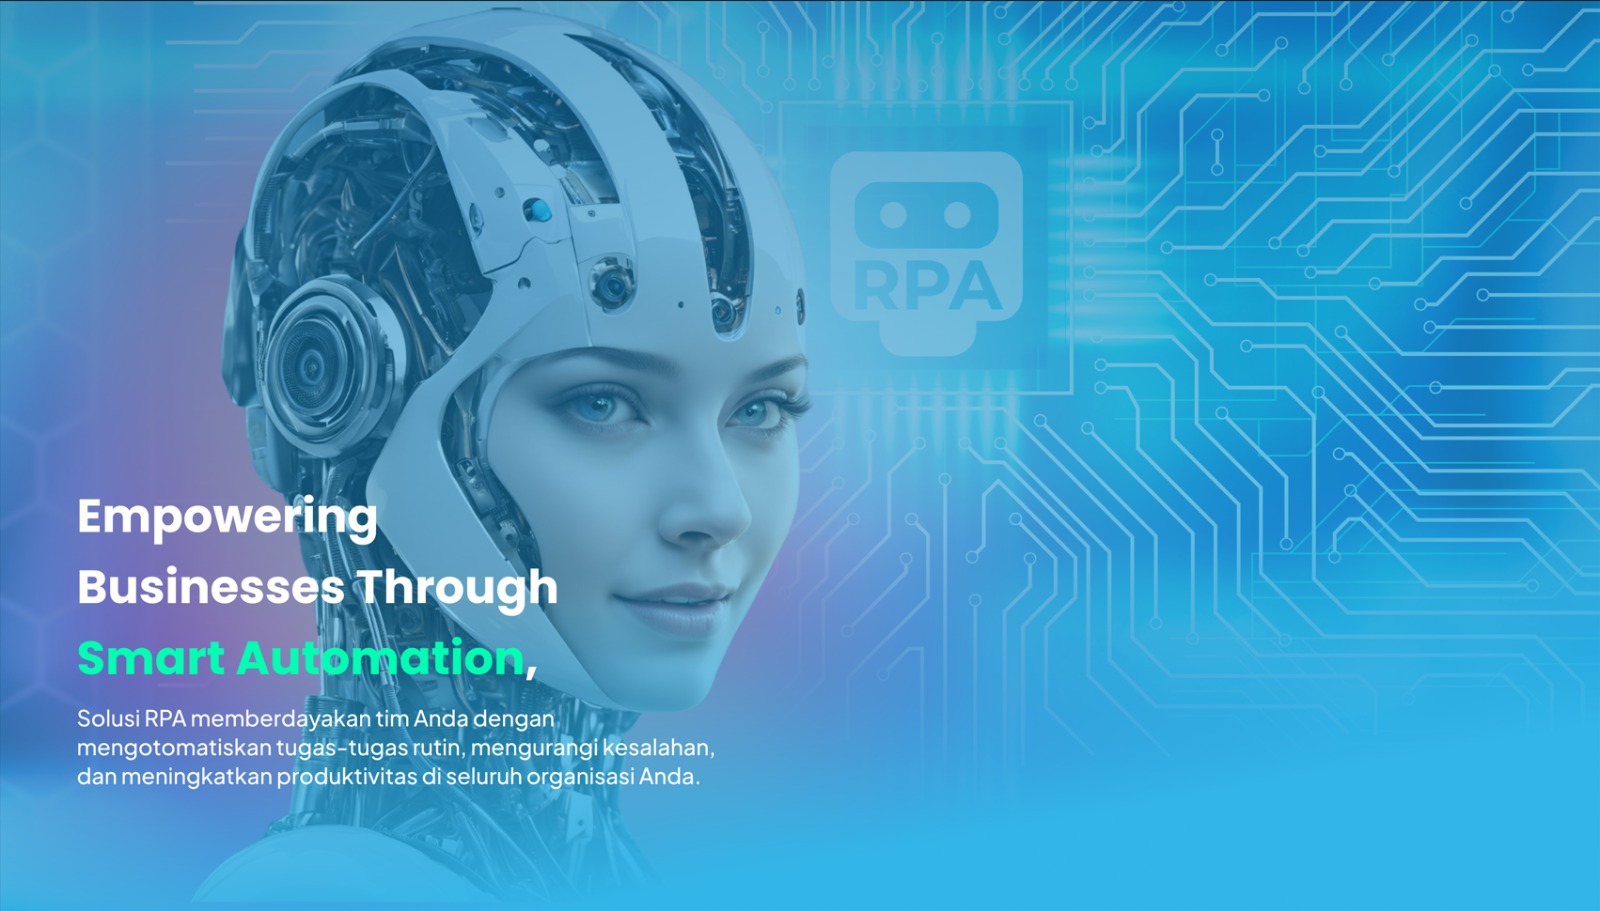 RPA
Empowering
Businesses Through
Smart Automation,
Solusi RPA memberdayakan tim Anda dengan
mengotomatiskan tugas-tugas rutin, mengurangi kesalahan,
dan meningkatkan produktivitas di seluruh organisasi Anda.